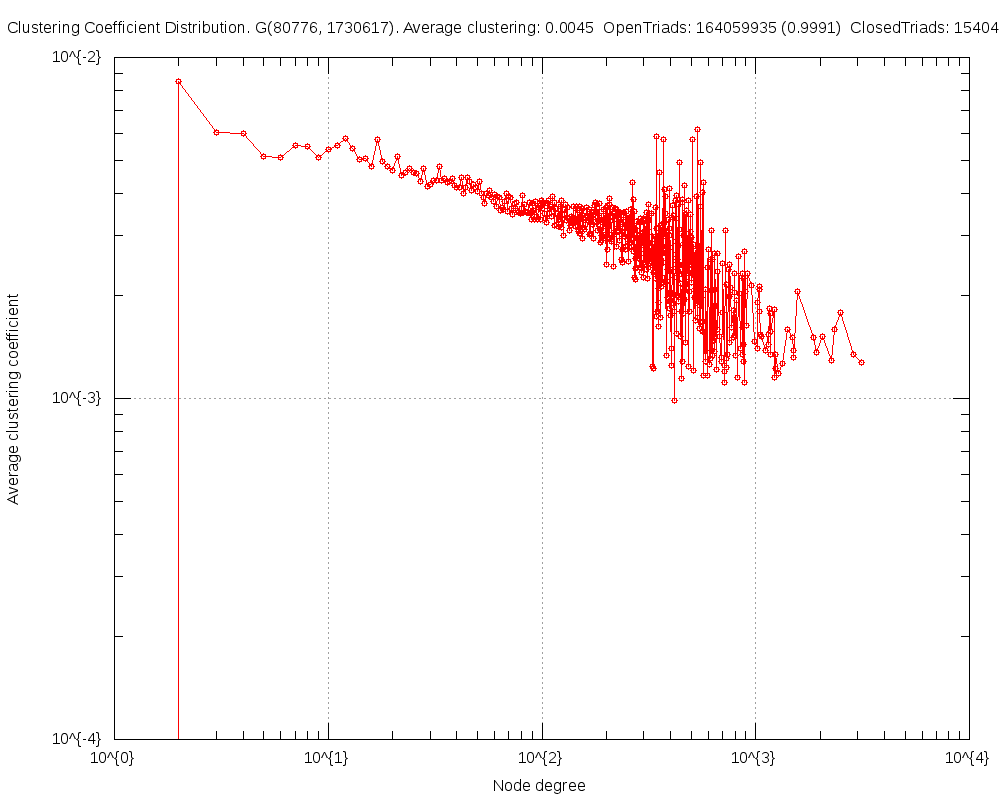 Clustering Coefficient Distribution. G(80776, 1730617). Average clustering: 0.0045  OpenTriads: 164059935 (0.9991)  ClosedTriads: 15404
10^{-2}
10^{-3}
10^{-4}
Average clustering coefficient
10^{0}
10^{1}
10^{2}
10^{3}
10^{4}
Node degree